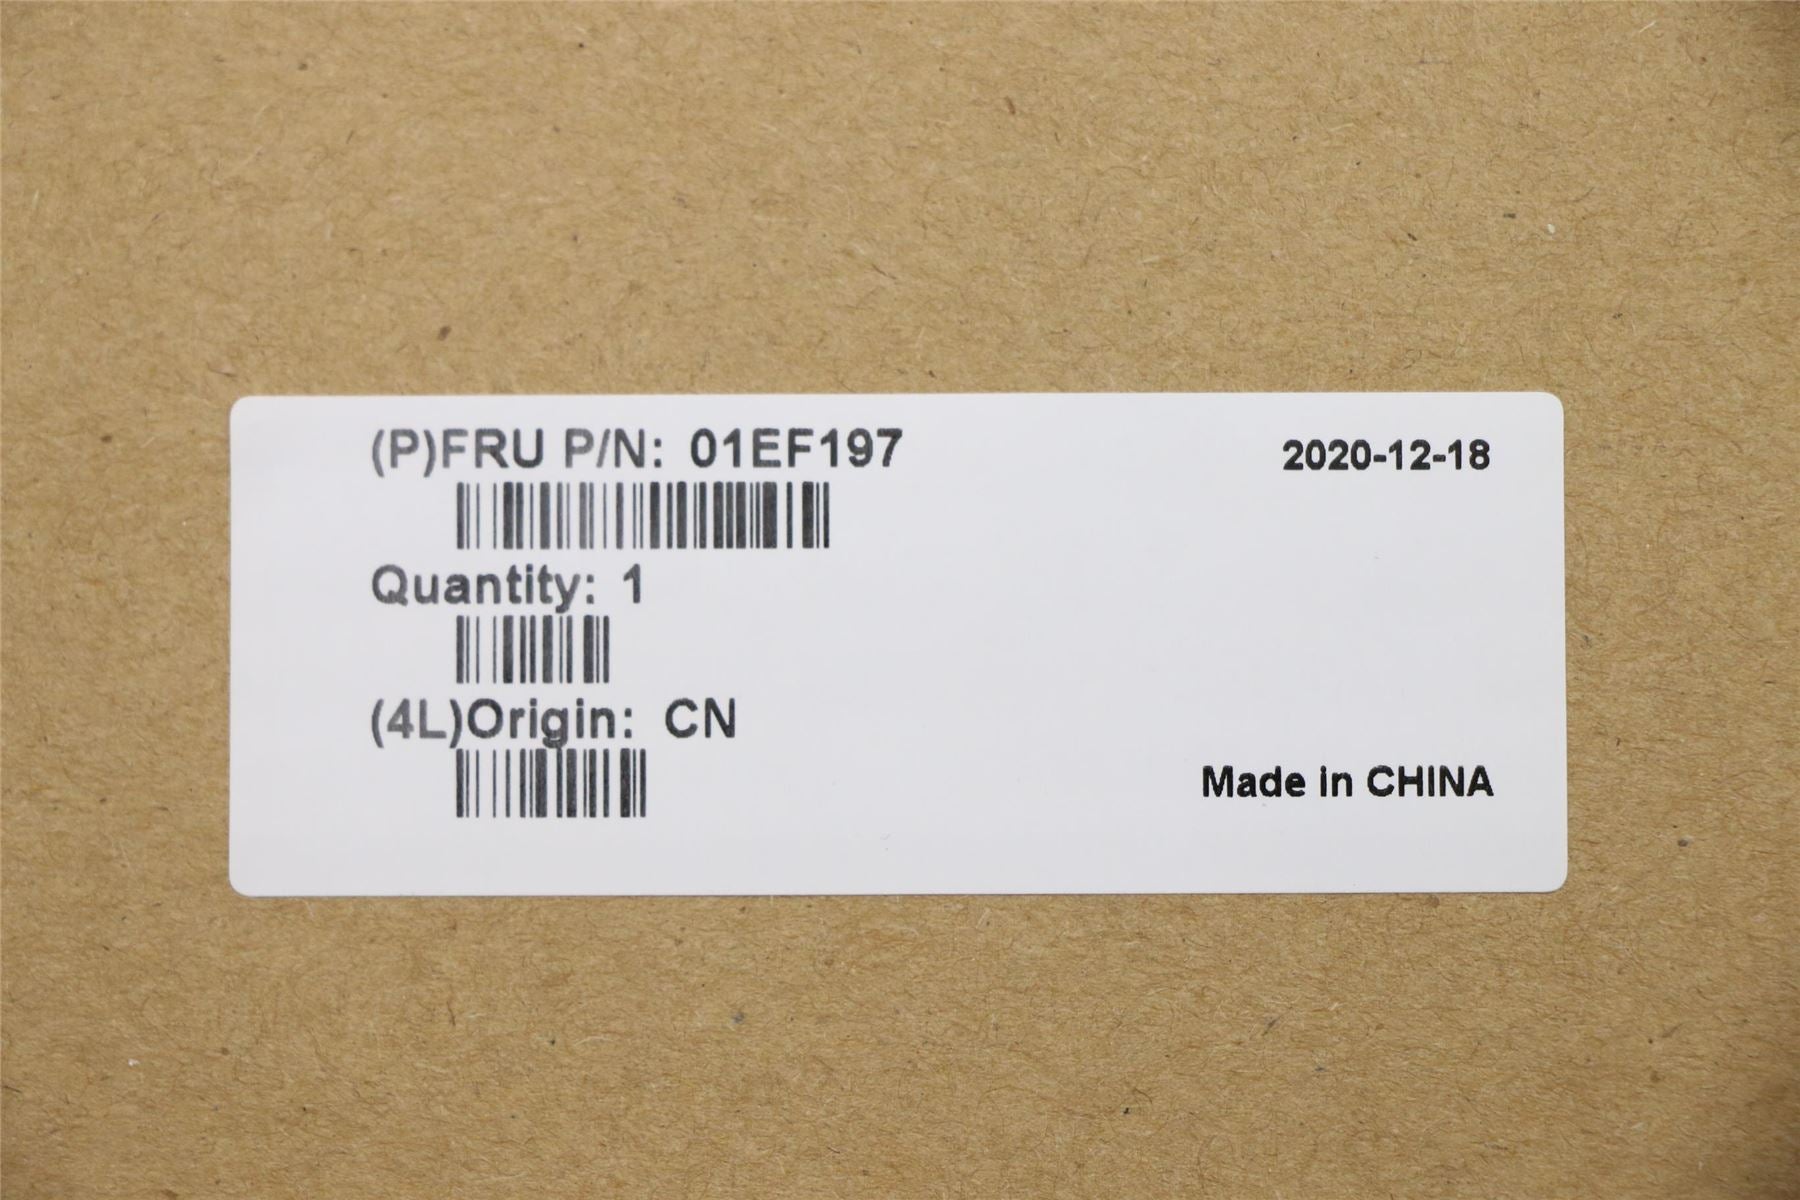 (P)FRU P/N: 01EF197
2020-12-18
Quantity: 1
(4L)Origin: CN
Made in CHINA